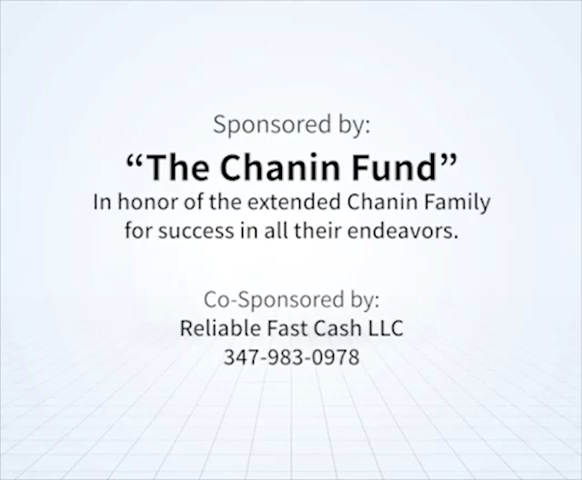 Sponsored by:
“The Chanin Fund”
In honor of the extended Chanin Family
for success in all their endeavors.
Co-Sponsored by:
Reliable Fast Cash LLC
347-983-0978